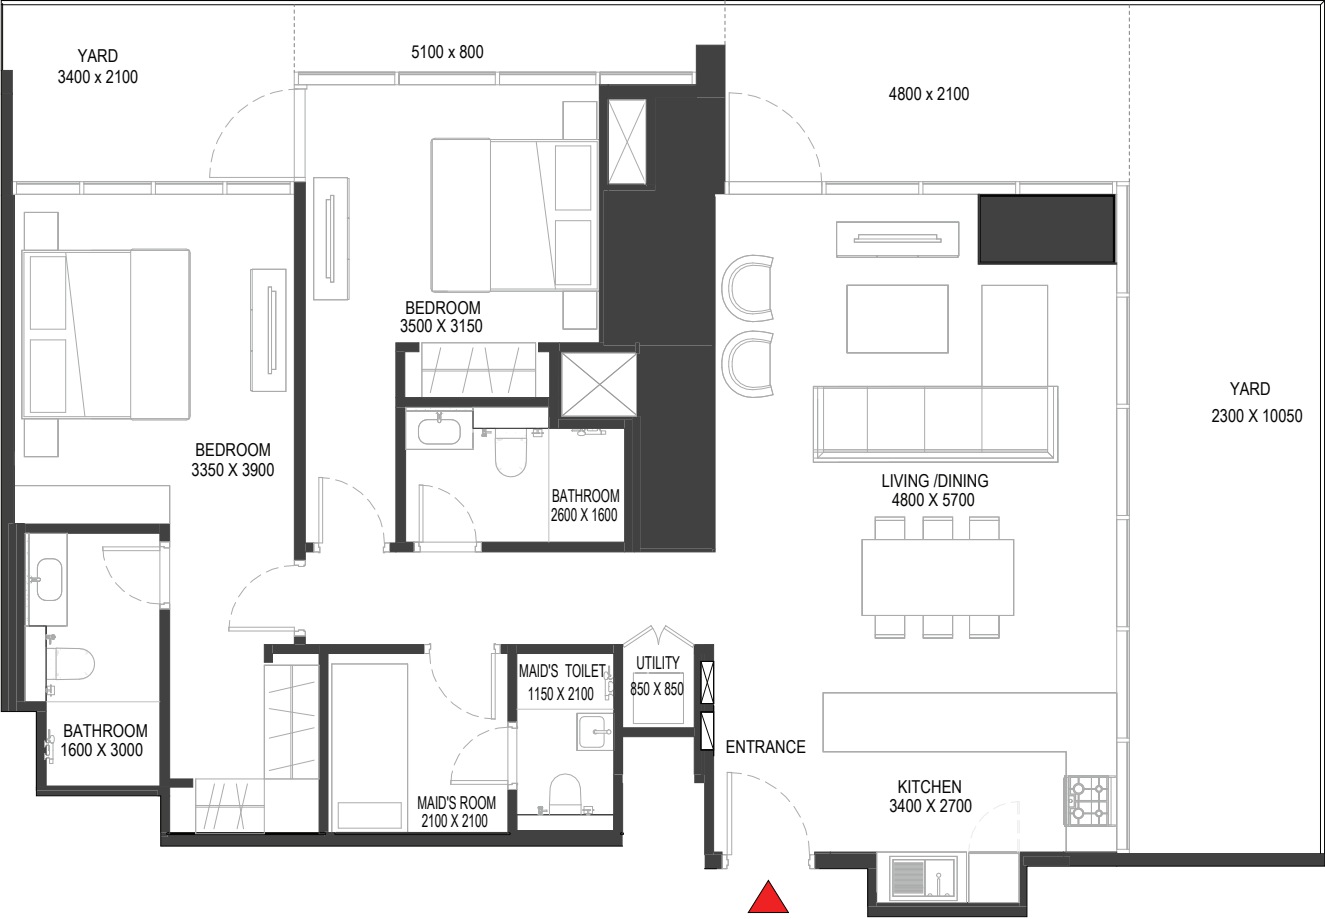 YARD
3400 x 2100
5100 x 800
4800 x 2100
BEDROOM
3500 X 3150
YARD
2300 X 10050
BEDROOM
3350 X 3900
LIVING /DINING
4800 X 5700
BATHROOM
2600 X 1600
MAID'S TOILET
1150 X 2100
UTILITY
850 X 850
BATHROOM
1600 X 3000
ENTRANCE
KITCHEN
3400 X 2700
MAID'S ROOM
2100 X 2100